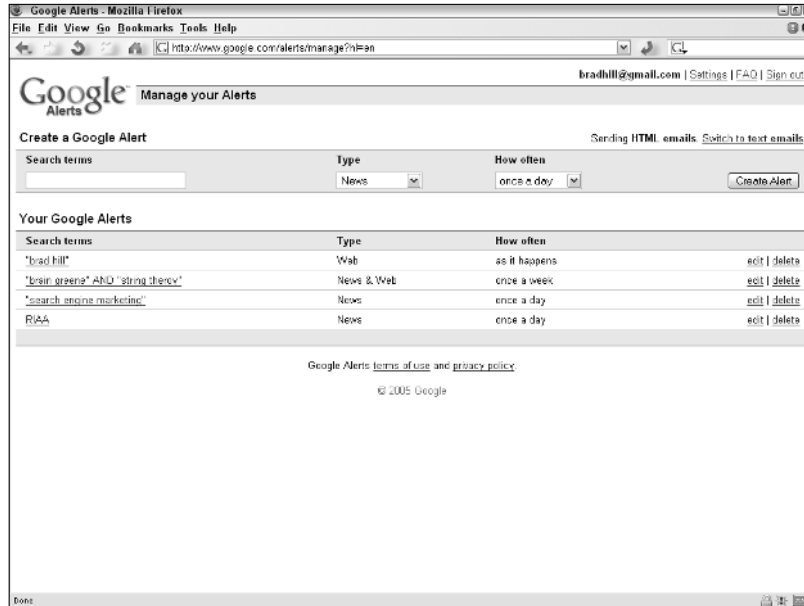 Google Alerts - Mozilla Firefox
File Edit View Go Bookmarks Tools Help
http://www.google.com/alerts/manage?hl=en
bradhill@gmail.com | Settings | FAQ | Sign out
Google Alerts Manage your Alerts
Create a Google Alert Sending HTML emails. Switch to text emails
Search terms Type How often
News once a day Create Alert
Your Google Alerts
Search terms Type How often
"brad hill" Web as it happens edit | delete
"brain greene" AND "string theroy" News & Web once a week edit | delete
"search engine marketing" News once a day edit | delete
RIAA News once a day edit | delete
Google Alerts terms of use and privacy policy.
© 2005 Google
Done